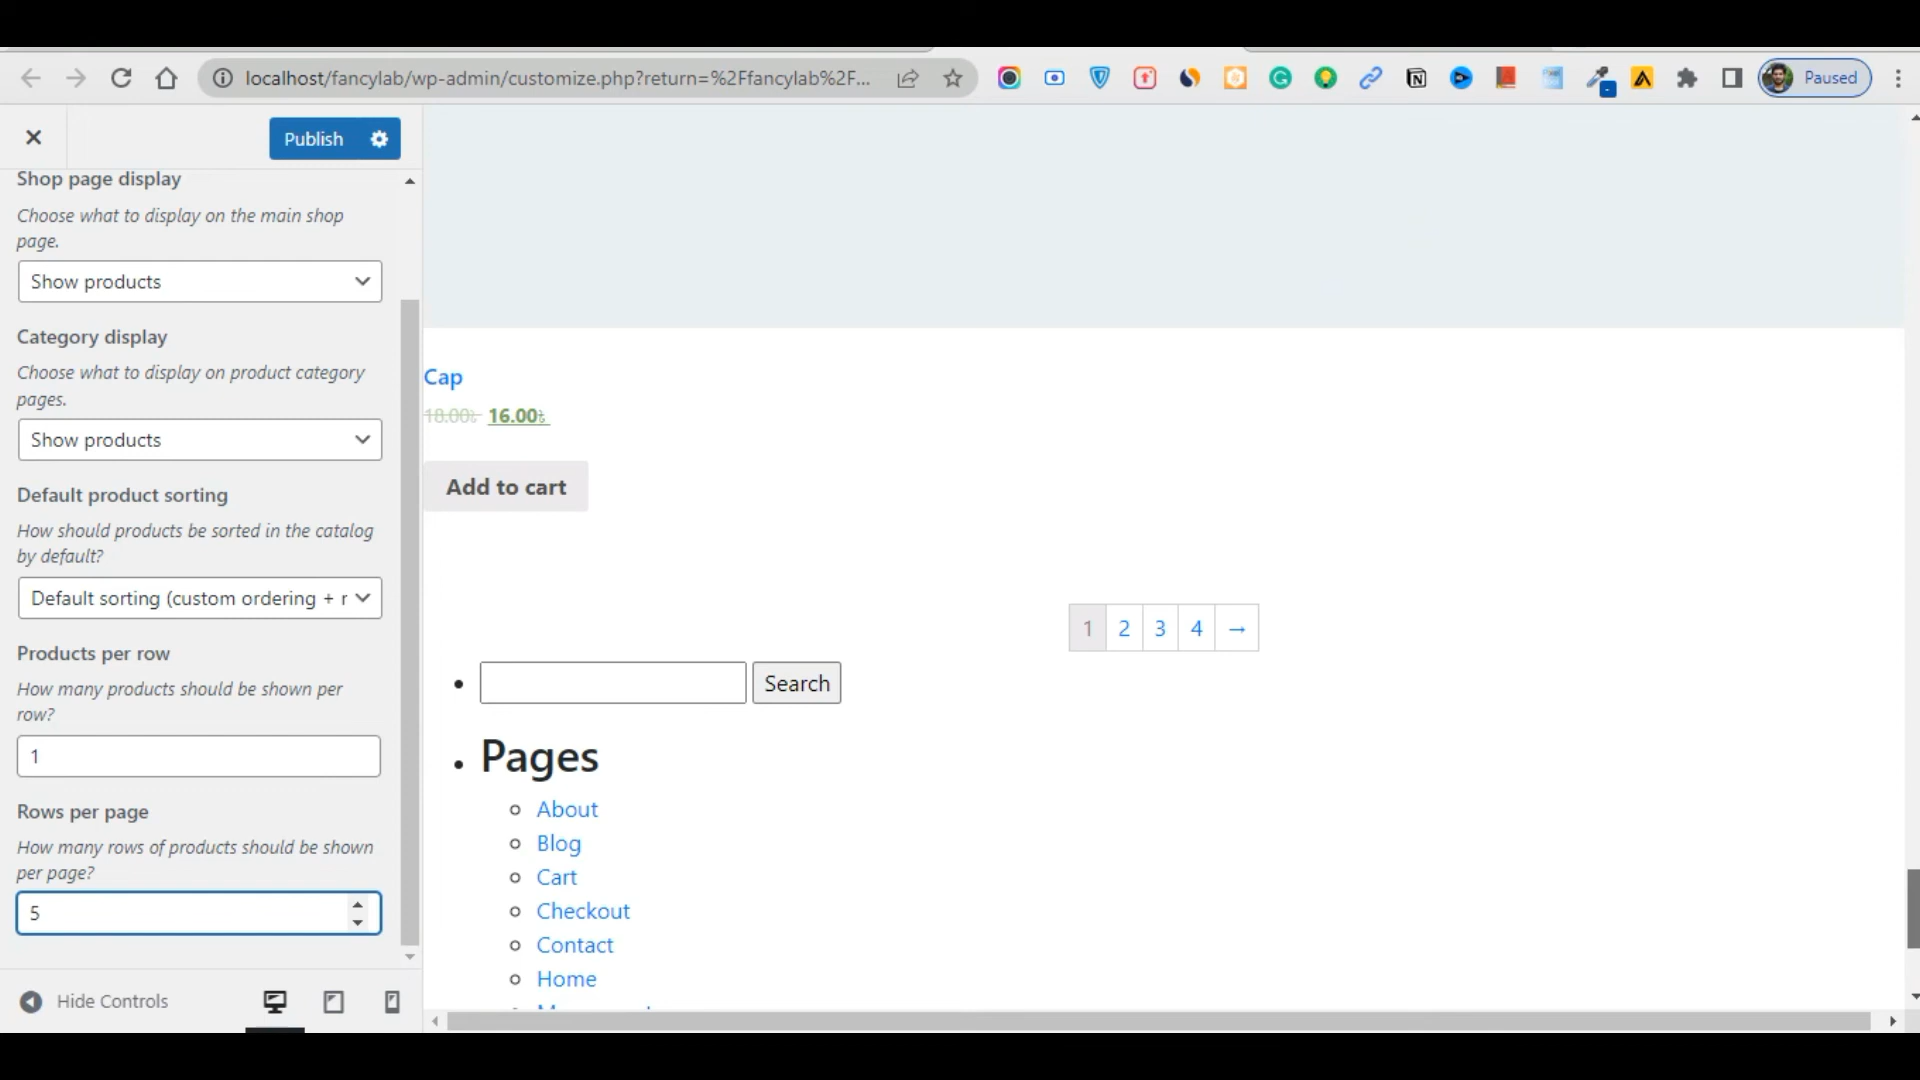 localhost/fancylab/wp-admin/customize.php?return=%2Ffancylab%2F...
Paused
Publish
Shop page display
Choose what to display on the main shop
page.
Show products
Category display
Choose what to display on product category
pages.
Show products
Default product sorting
How should products be sorted in the catalog
by default?
Default sorting (custom ordering + r
Products per row
How many products should be shown per
row?
1
Rows per page
How many rows of products should be shown
per page?
5
Hide Controls
Cap
18.00৳ 16.00৳
Add to cart
1 2 3 4 →
Search
Pages
About
Blog
Cart
Checkout
Contact
Home